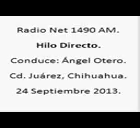 Radio Net 1490 AM.
Hilo Directo.
Conduce: Ángel Otero.
Cd. Juárez, Chihuahua.
24 Septiembre 2013.